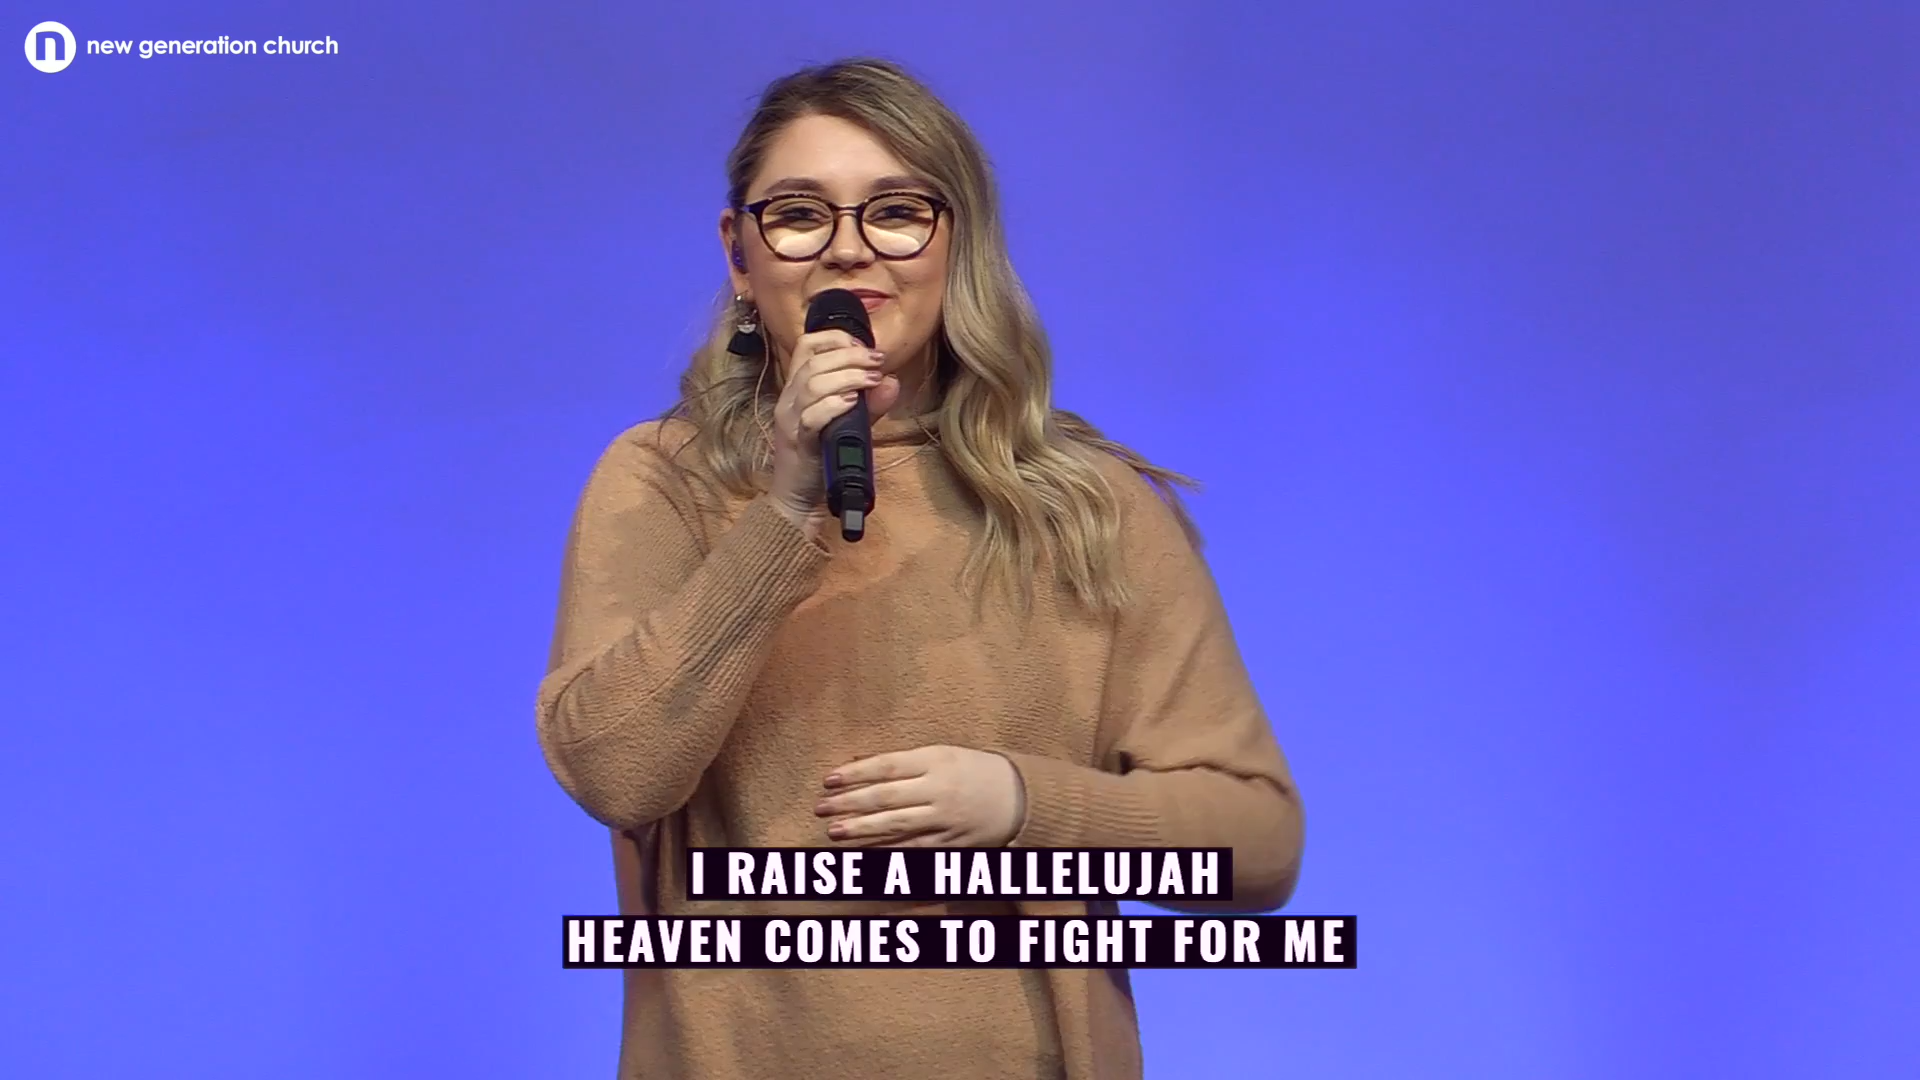 new generation church
I RAISE A HALLELUJAH
HEAVEN COMES TO FIGHT FOR ME